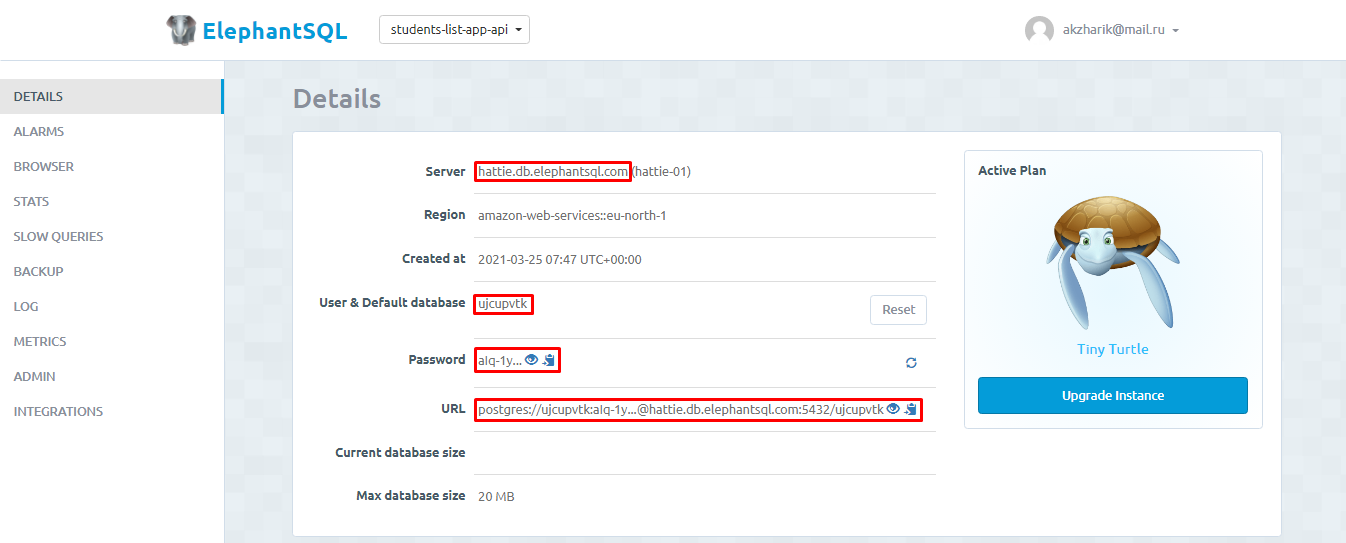 ElephantSQL
students-list-app-api
akzharik@mail.ru
DETAILS
ALARMS
BROWSER
STATS
SLOW QUERIES
BACKUP
LOG
METRICS
ADMIN
INTEGRATIONS
Details
Server hattie.db.elephantsql.com (hattie-01)
Region amazon-web-services::eu-north-1
Created at 2021-03-25 07:47 UTC+00:00
User & Default database ujcupvtk Reset
Password aIq-1y...
URL postgres://ujcupvtk:aIq-1y...@hattie.db.elephantsql.com:5432/ujcupvtk
Current database size
Max database size 20 MB
Active Plan
Tiny Turtle
Upgrade Instance